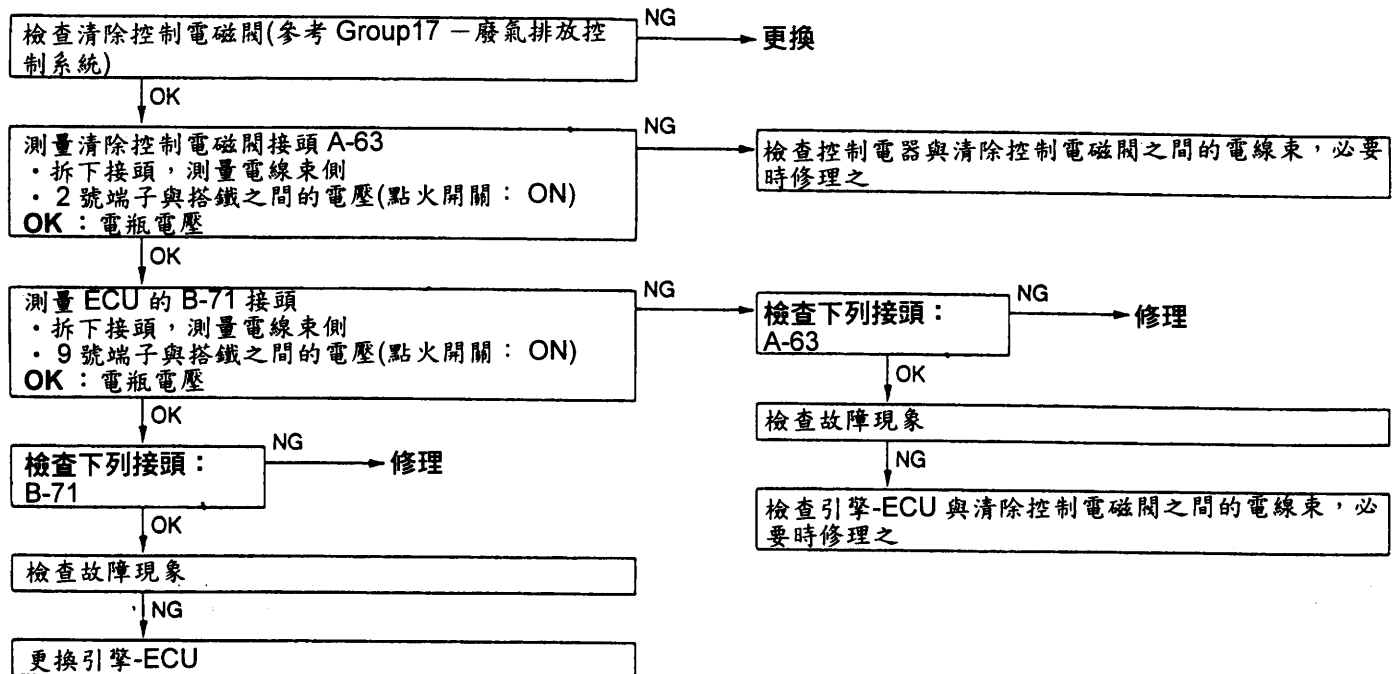 檢查清除控制電磁閥(參考 Group17 －廢氣排放控
制系統)
NG
更換
OK
測量清除控制電磁閥接頭 A-63
・拆下接頭，測量電線束側
・ 2 號端子與搭鐵之間的電壓(點火開關： ON)
OK ：電瓶電壓
NG
檢查控制電器與清除控制電磁閥之間的電線束，必要
時修理之
OK
測量 ECU 的 B-71 接頭
・拆下接頭，測量電線束側
・ 9 號端子與搭鐵之間的電壓(點火開關： ON)
OK ：電瓶電壓
NG
檢查下列接頭：
A-63
NG
修理
OK
檢查故障現象
NG
檢查引擎-ECU 與清除控制電磁閥之間的電線束，必
要時修理之
OK
檢查下列接頭：
B-71
NG
修理
OK
檢查故障現象
NG
更換引擎-ECU